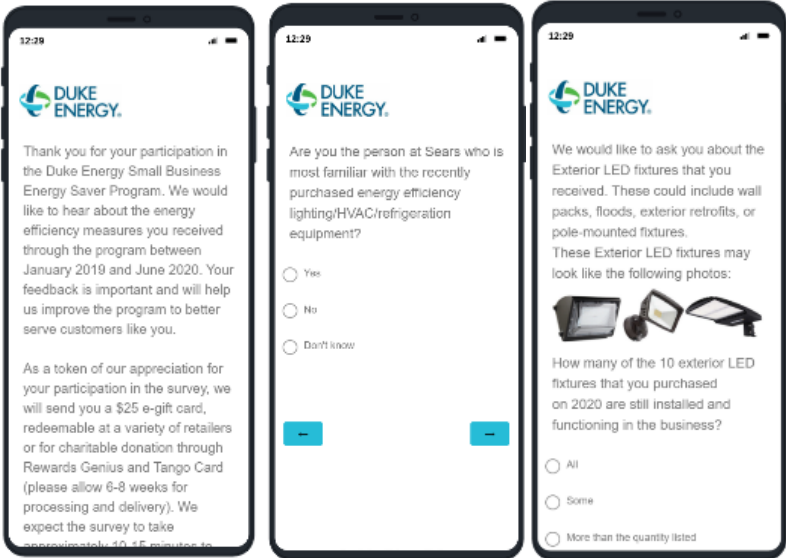 12:29
DUKE
ENERGY®
Thank you for your participation in
the Duke Energy Small Business
Energy Saver Program. We would
like to hear about the energy
efficiency measures you received
through the program between
January 2019 and June 2020. Your
feedback is important and will help
us improve the program to better
serve customers like you.
As a token of our appreciation for
your participation in the survey, we
will send you a $25 e-gift card,
redeemable at a variety of retailers
or for charitable donation through
Rewards Genius and Tango Card
(please allow 6-8 weeks for
processing and delivery). We
expect the survey to take
approximately 10-15 minutes to
12:29
DUKE
ENERGY®
Are you the person at Sears who is
most familiar with the recently
purchased energy efficiency
lighting/HVAC/refrigeration
equipment?
Yes
No
Don't know
←
→
12:29
DUKE
ENERGY®
We would like to ask you about the
Exterior LED fixtures that you
received. These could include wall
packs, floods, exterior retrofits, or
pole-mounted fixtures.
These Exterior LED fixtures may
look like the following photos:
How many of the 10 exterior LED
fixtures that you purchased
on 2020 are still installed and
functioning in the business?
All
Some
More than the quantity listed